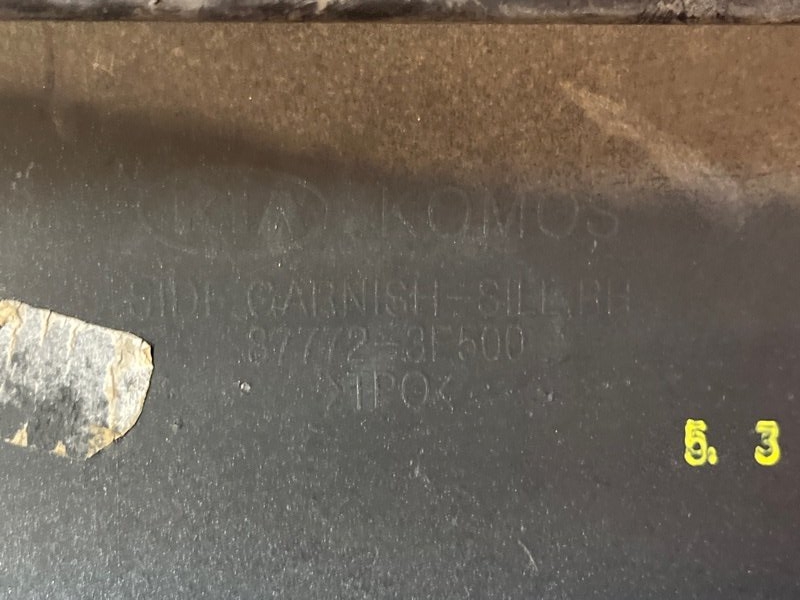 KIA KOMOS
SIDE GARNISH-SILL,RH
87772-3F500
>TPO<
5. 3